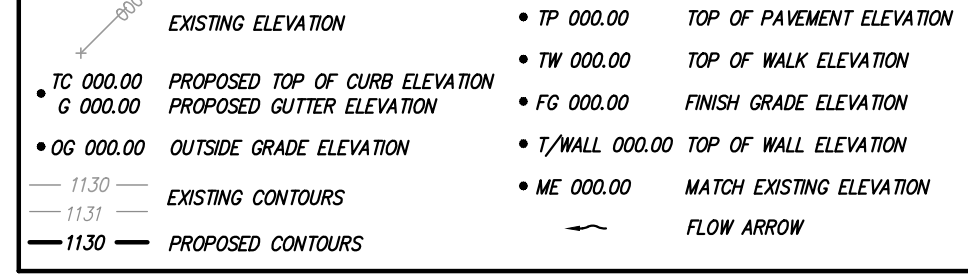 000
EXISTING ELEVATION
TC 000.00 PROPOSED TOP OF CURB ELEVATION
G 000.00 PROPOSED GUTTER ELEVATION
OG 000.00 OUTSIDE GRADE ELEVATION
1130
1131
EXISTING CONTOURS
1130 PROPOSED CONTOURS
TP 000.00 TOP OF PAVEMENT ELEVATION
TW 000.00 TOP OF WALK ELEVATION
FG 000.00 FINISH GRADE ELEVATION
T/WALL 000.00 TOP OF WALL ELEVATION
ME 000.00 MATCH EXISTING ELEVATION
FLOW ARROW